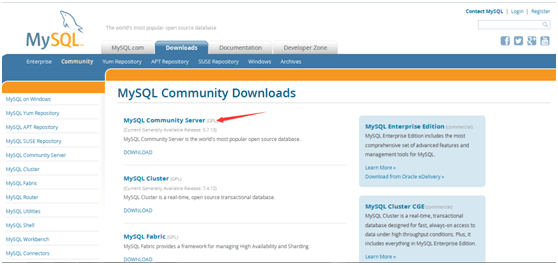 Contact MySQL | Login | Register
MySQL
The world's most popular open source database
MySQL.com
Downloads
Documentation
Developer Zone
Enterprise
Community
Yum Repository
APT Repository
SUSE Repository
Windows
Archives
MySQL on Windows
MySQL Yum Repository
MySQL APT Repository
MySQL SUSE Repository
MySQL Community Server
MySQL Cluster
MySQL Fabric
MySQL Router
MySQL Utilities
MySQL Shell
MySQL Workbench
MySQL Connectors
MySQL Community Downloads
MySQL Community Server (GPL)
(Current Generally Available Release: 5.7.13)
MySQL Community Server is the world's most popular open source database.
DOWNLOAD
MySQL Cluster (GPL)
(Current Generally Available Release: 7.4.12)
MySQL Cluster is a real-time, open source transactional database.
DOWNLOAD
MySQL Fabric (GPL)
MySQL Fabric provides a framework for managing High Availability and Sharding.
MySQL Enterprise Edition (commercial)
MySQL Enterprise Edition includes the most
comprehensive set of advanced features and
management tools for MySQL.
Learn More »
Download from Oracle eDelivery »
MySQL Cluster CGE (commercial)
MySQL Cluster is a real-time, transactional
database designed for fast, always-on access to
data under high throughput conditions. Plus, it
includes everything in MySQL Enterprise Edition.
Learn More »